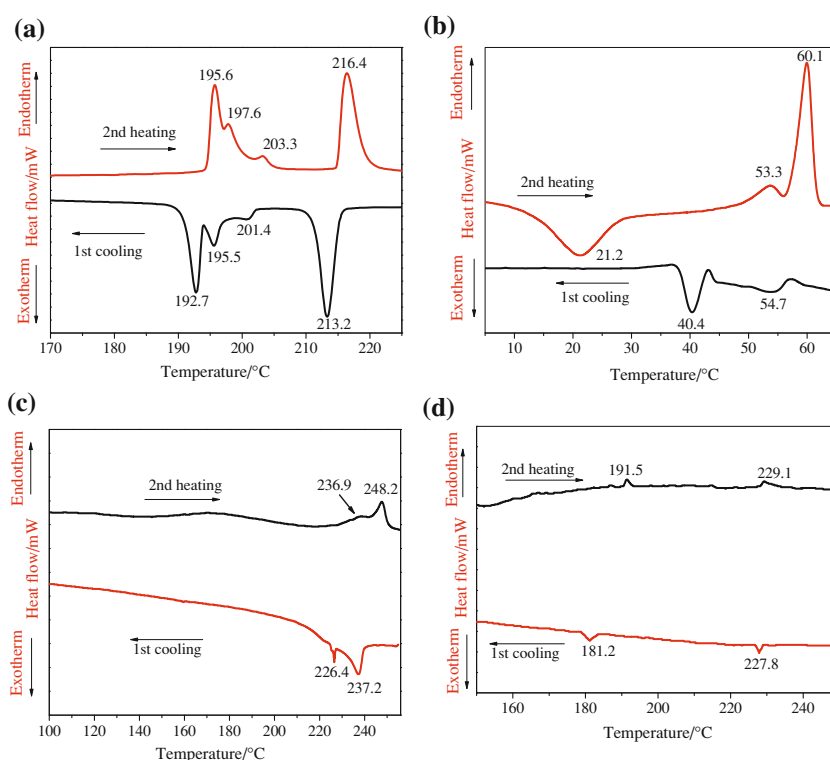 (a)
Exotherm Heat flow/mW Endotherm
216.4
195.6
197.6
203.3
2nd heating
1st cooling
201.4
195.5
192.7
213.2
170 180 190 200 210 220
Temperature/°C
(b)
Exotherm Heat flow/mW Endotherm
60.1
53.3
2nd heating
21.2
1st cooling
54.7
40.4
10 20 30 40 50 60
Temperature/°C
(c)
Exotherm Heat flow/mW Endotherm
2nd heating
236.9
248.2
1st cooling
226.4
237.2
100 120 140 160 180 200 220 240
Temperature/°C
(d)
Exotherm Heat flow/mW Endotherm
2nd heating
191.5
229.1
1st cooling
181.2
227.8
160 180 200 220 240
Temperature/°C